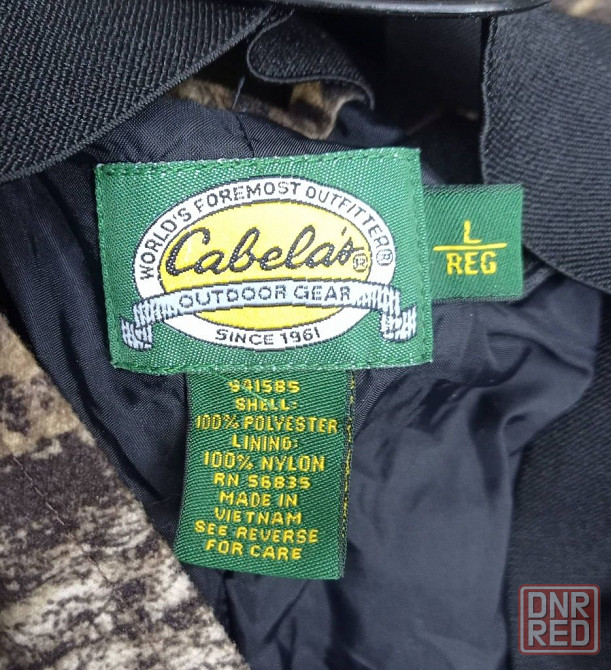 WORLD'S FOREMOST OUTFITTER®
Cabela's®
OUTDOOR GEAR
SINCE 1961
L
REG
941585
SHELL:
100% POLYESTER
LINING:
100% NYLON
RN 56835
MADE IN
VIETNAM
SEE REVERSE
FOR CARE
DNR
RED